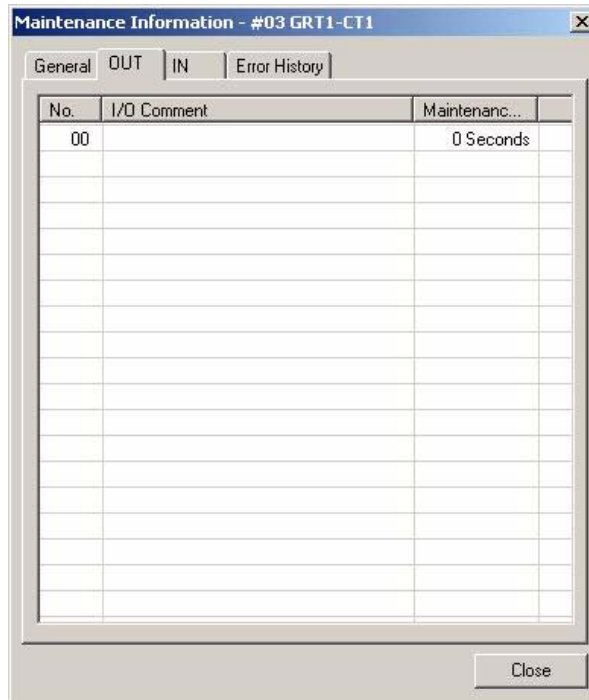 Maintenance Information - #03 GRT1-CT1
General OUT IN Error History
No. I/O Comment Maintenanc...
00 0 Seconds
Close